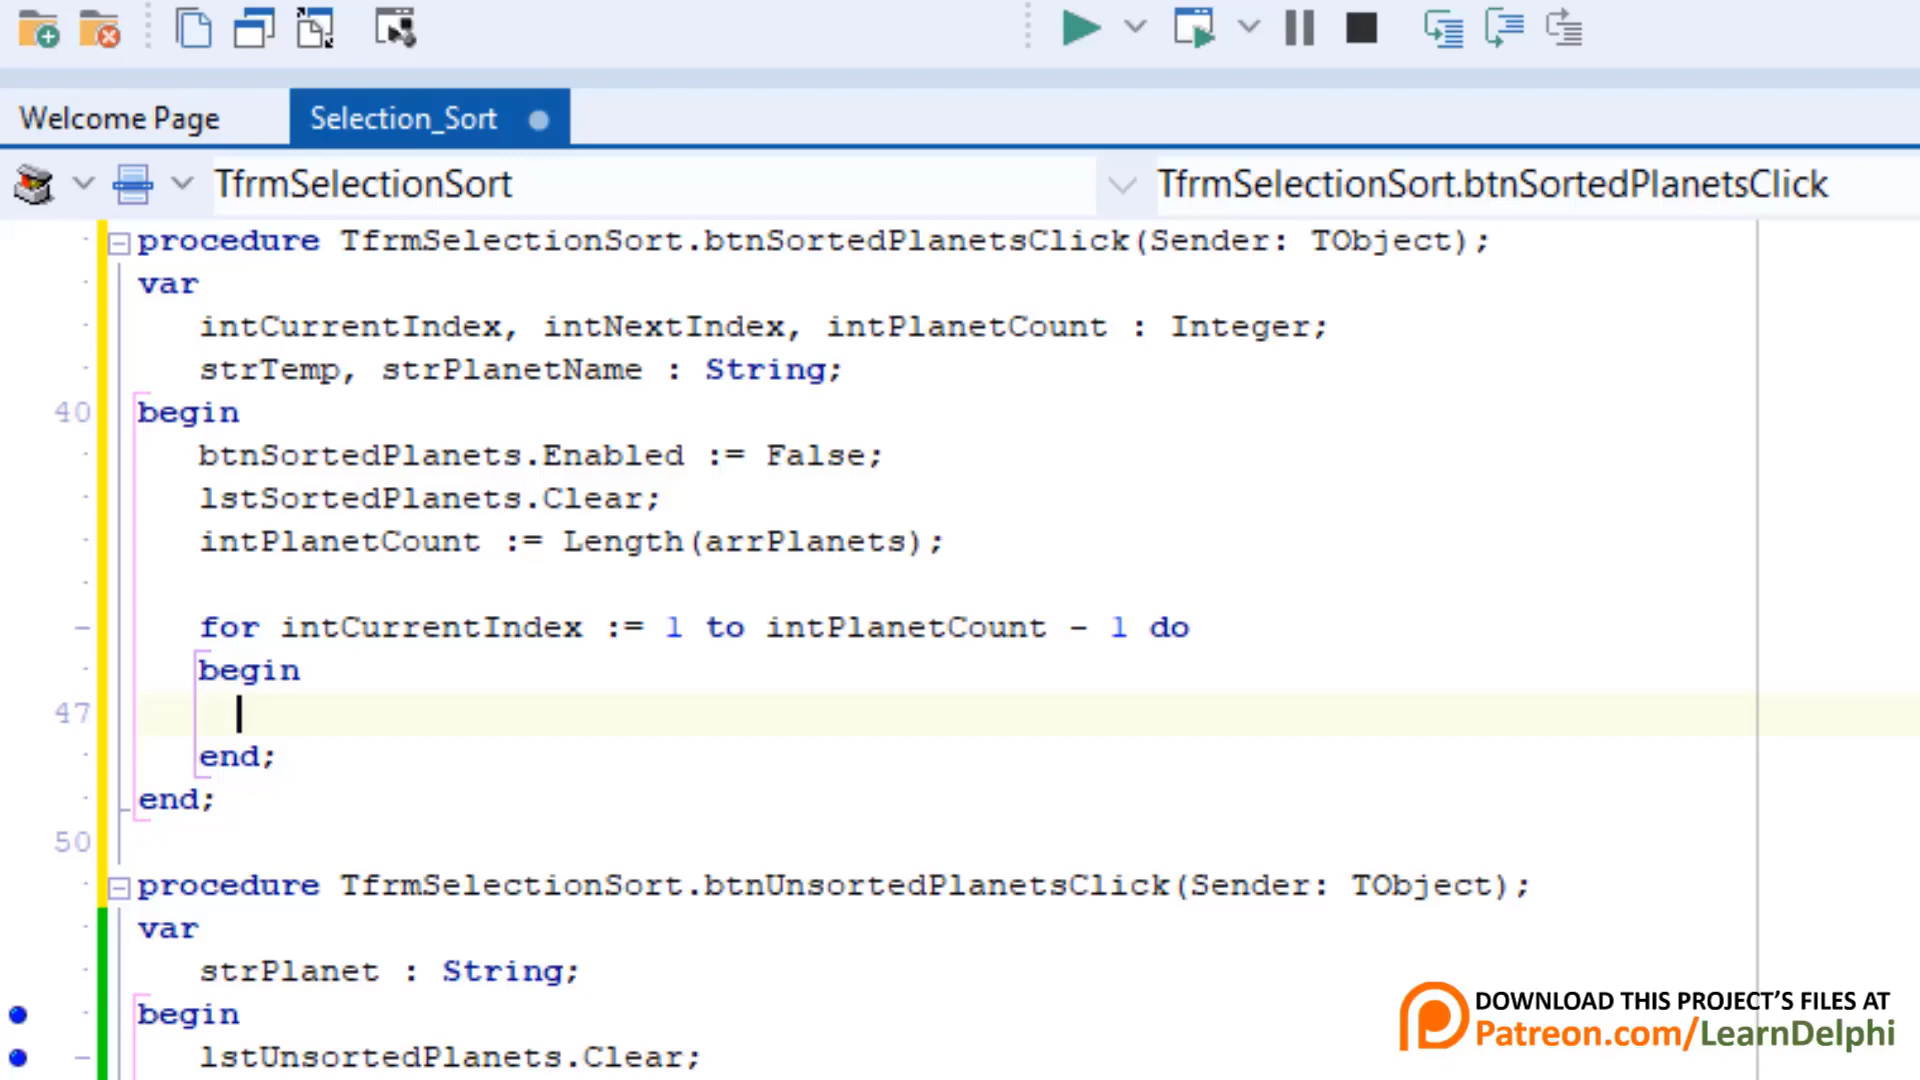 Welcome Page
Selection_Sort
TfrmSelectionSort
TfrmSelectionSort.btnSortedPlanetsClick
procedure TfrmSelectionSort.btnSortedPlanetsClick(Sender: TObject);
var
intCurrentIndex, intNextIndex, intPlanetCount : Integer;
strTemp, strPlanetName : String;
40 begin
btnSortedPlanets.Enabled := False;
lstSortedPlanets.Clear;
intPlanetCount := Length(arrPlanets);
for intCurrentIndex := 1 to intPlanetCount - 1 do
begin
47
end;
end;
50
procedure TfrmSelectionSort.btnUnsortedPlanetsClick(Sender: TObject);
var
strPlanet : String;
begin
lstUnsortedPlanets.Clear;
DOWNLOAD THIS PROJECT'S FILES AT
Patreon.com/LearnDelphi